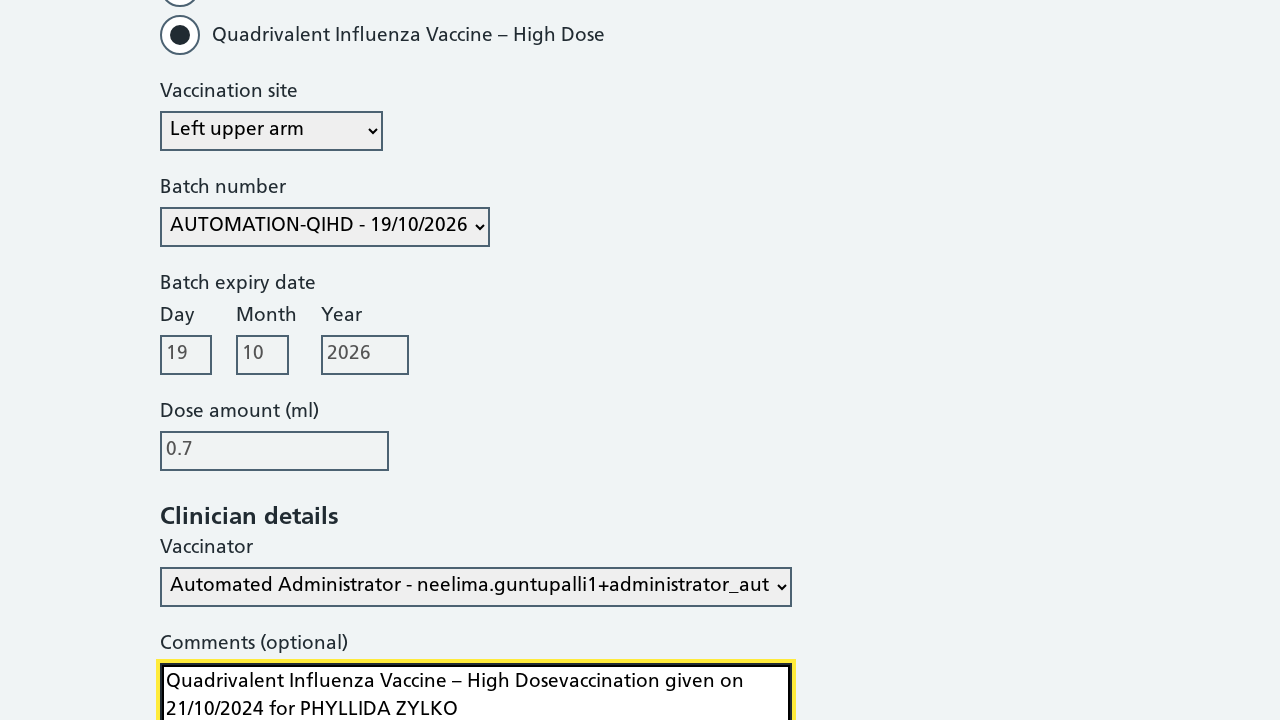 Quadrivalent Influenza Vaccine – High Dose
Vaccination site
Left upper arm
Batch number
AUTOMATION-QIHD - 19/10/2026
Batch expiry date
Day Month Year
19 10 2026
Dose amount (ml)
0.7
Clinician details
Vaccinator
Automated Administrator - neelima.guntupalli1+administrator_aut
Comments (optional)
Quadrivalent Influenza Vaccine – High Dosevaccination given on
21/10/2024 for PHYLLIDA ZYLKO